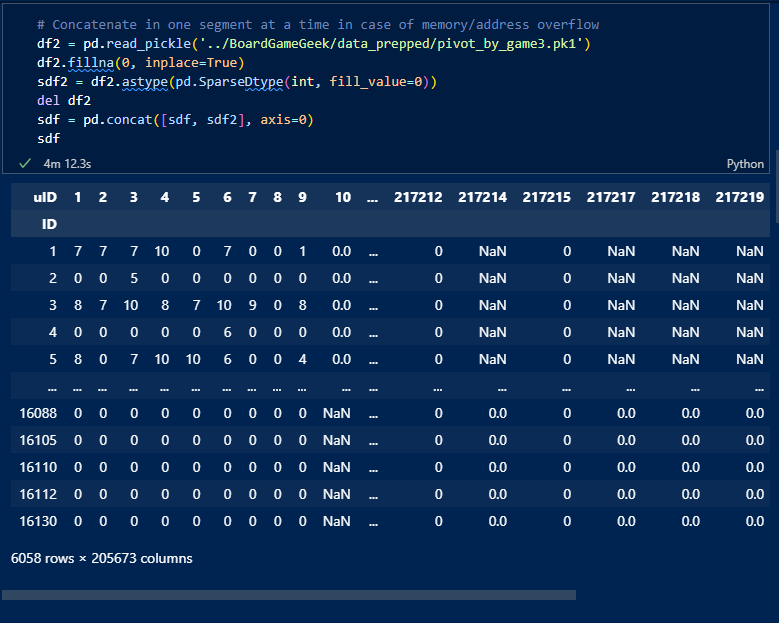 # Concatenate in one segment at a time in case of memory/address overflow
df2 = pd.read_pickle('../BoardGameGeek/data_prepped/pivot_by_game3.pk1')
df2.fillna(0, inplace=True)
sdf2 = df2.astype(pd.SparseDtype(int, fill_value=0))
del df2
sdf = pd.concat([sdf, sdf2], axis=0)
sdf
✓ 4m 12.3s Python
uID 1 2 3 4 5 6 7 8 9 10 ... 217212 217214 217215 217217 217218 217219
ID
1 7 7 7 10 0 7 0 0 1 0.0 ... 0 NaN 0 NaN NaN NaN
2 0 0 5 0 0 0 0 0 0 0.0 ... 0 NaN 0 NaN NaN NaN
3 8 7 10 8 7 10 9 0 8 0.0 ... 0 NaN 0 NaN NaN NaN
4 0 0 0 0 0 6 0 0 0 0.0 ... 0 NaN 0 NaN NaN NaN
5 8 0 7 10 10 6 0 0 4 0.0 ... 0 NaN 0 NaN NaN NaN
... ... ... ... ... ... ... ... ... ... ... ... ... ... ... ... ... ...
16088 0 0 0 0 0 0 0 0 0 NaN ... 0 0.0 0 0.0 0.0 0.0
16105 0 0 0 0 0 0 0 0 0 NaN ... 0 0.0 0 0.0 0.0 0.0
16110 0 0 0 0 0 0 0 0 0 NaN ... 0 0.0 0 0.0 0.0 0.0
16112 0 0 0 0 0 0 0 0 0 NaN ... 0 0.0 0 0.0 0.0 0.0
16130 0 0 0 0 0 0 0 0 0 NaN ... 0 0.0 0 0.0 0.0 0.0
6058 rows × 205673 columns